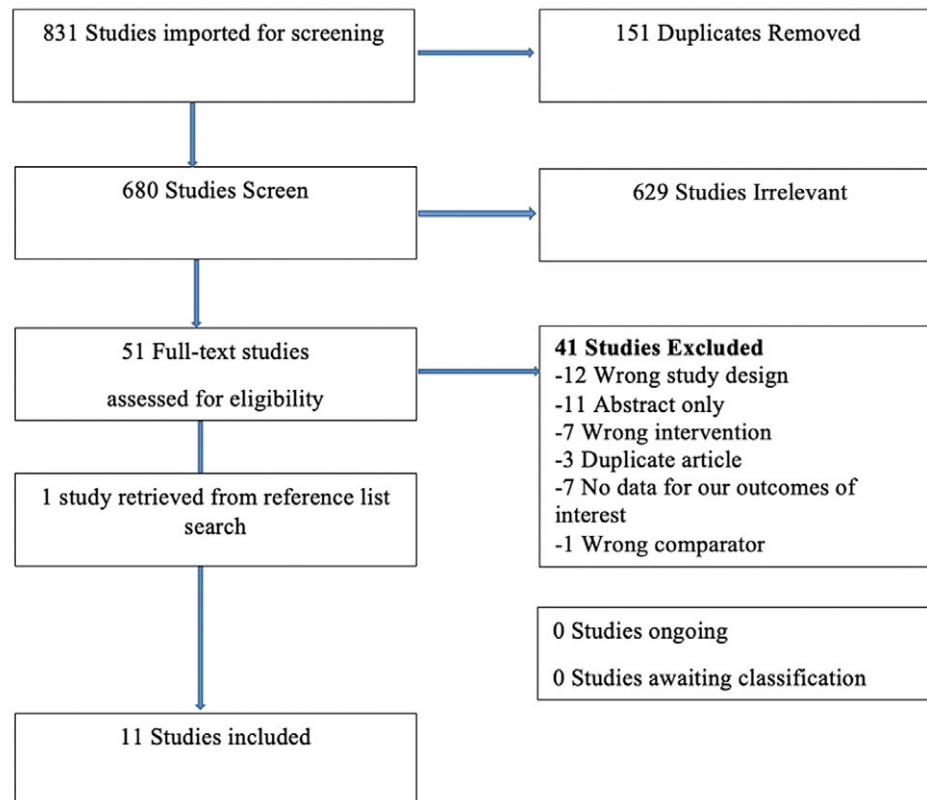 831 Studies imported for screening
151 Duplicates Removed
680 Studies Screen
629 Studies Irrelevant
51 Full-text studies
assessed for eligibility
41 Studies Excluded
-12 Wrong study design
-11 Abstract only
-7 Wrong intervention
-3 Duplicate article
-7 No data for our outcomes of
interest
-1 Wrong comparator
1 study retrieved from reference list
search
0 Studies ongoing
0 Studies awaiting classification
11 Studies included